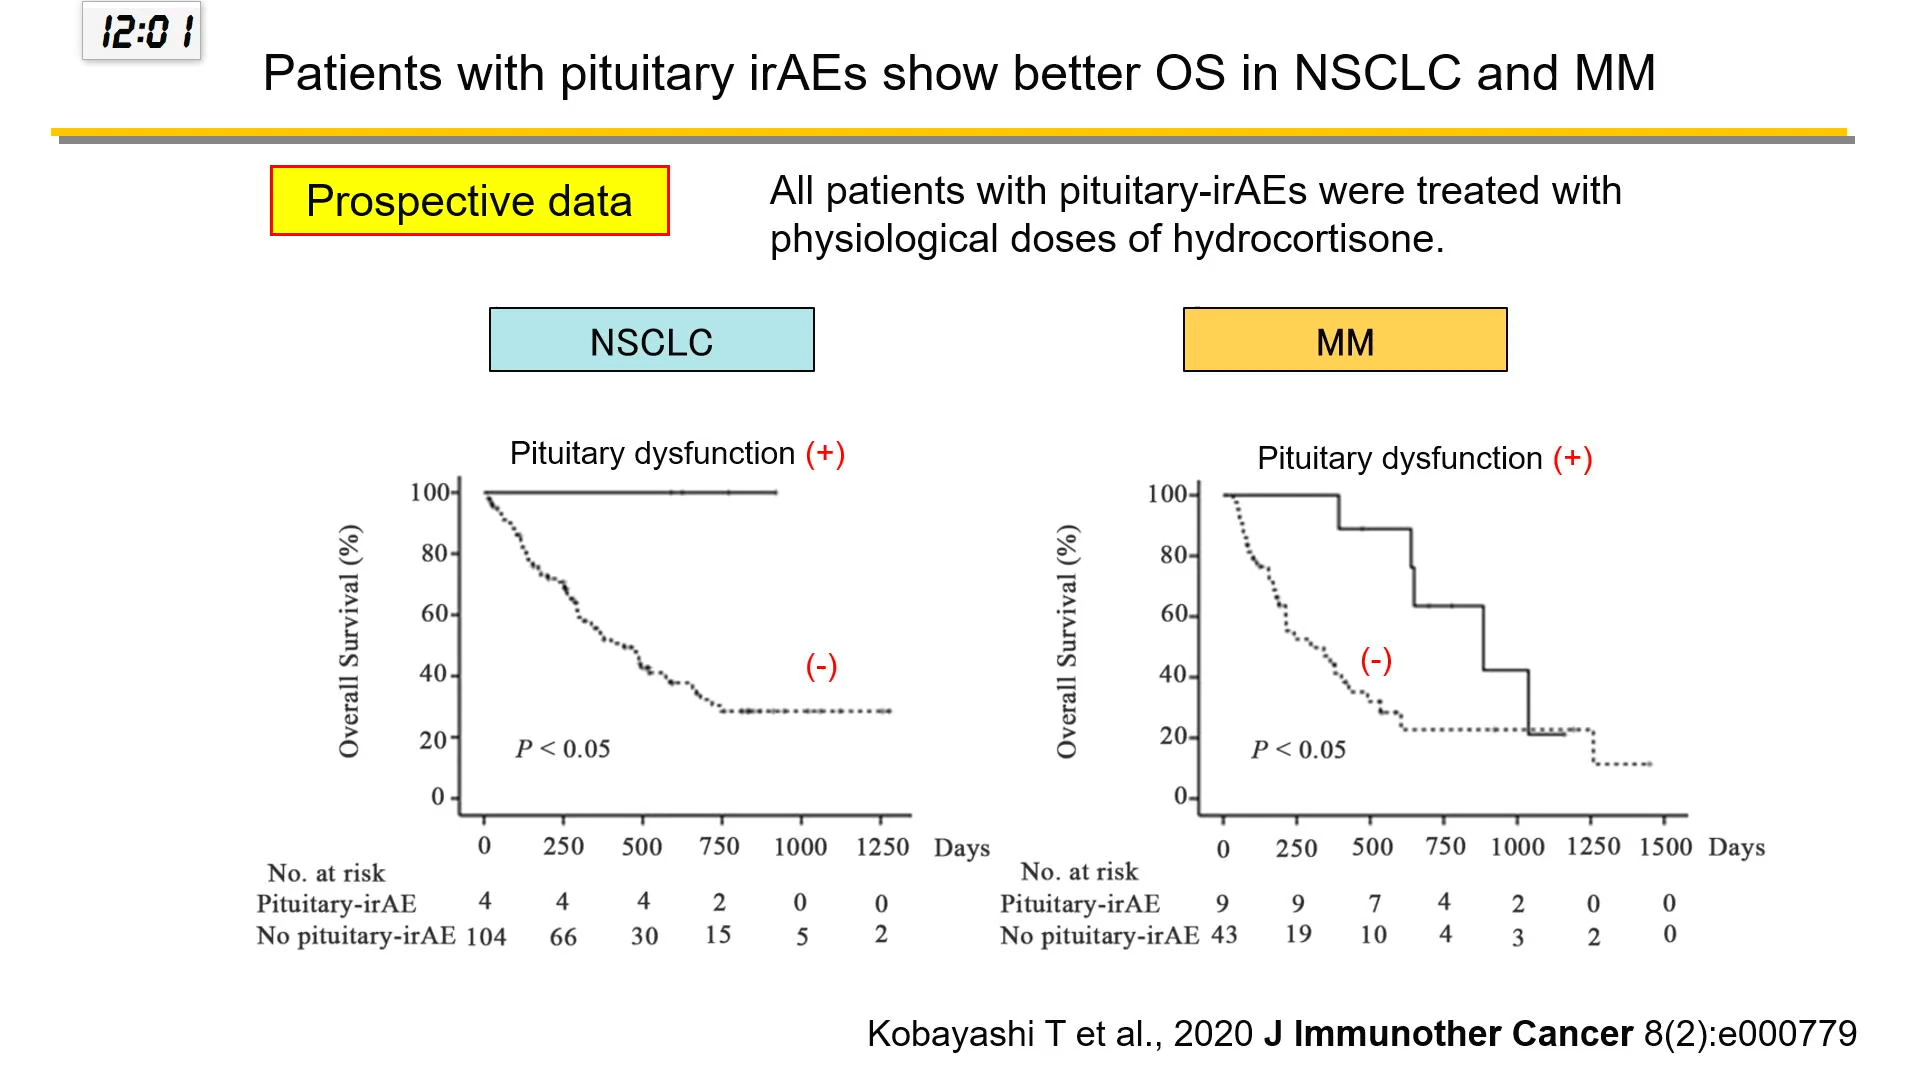 12:01
Patients with pituitary irAEs show better OS in NSCLC and MM
Prospective data
All patients with pituitary-irAEs were treated with
physiological doses of hydrocortisone.
NSCLC
Pituitary dysfunction (+)
Overall Survival (%)
100
80
60
40
20
0
(-)
P < 0.05
0 250 500 750 1000 1250 Days
No. at risk
Pituitary-irAE 4 4 4 2 0 0
No pituitary-irAE 104 66 30 15 5 2
MM
Pituitary dysfunction (+)
Overall Survival (%)
100
80
60
40
20
0
(-)
P < 0.05
0 250 500 750 1000 1250 1500 Days
No. at risk
Pituitary-irAE 9 9 7 4 2 0 0
No pituitary-irAE 43 19 10 4 3 2 0
Kobayashi T et al., 2020 J Immunother Cancer 8(2):e000779